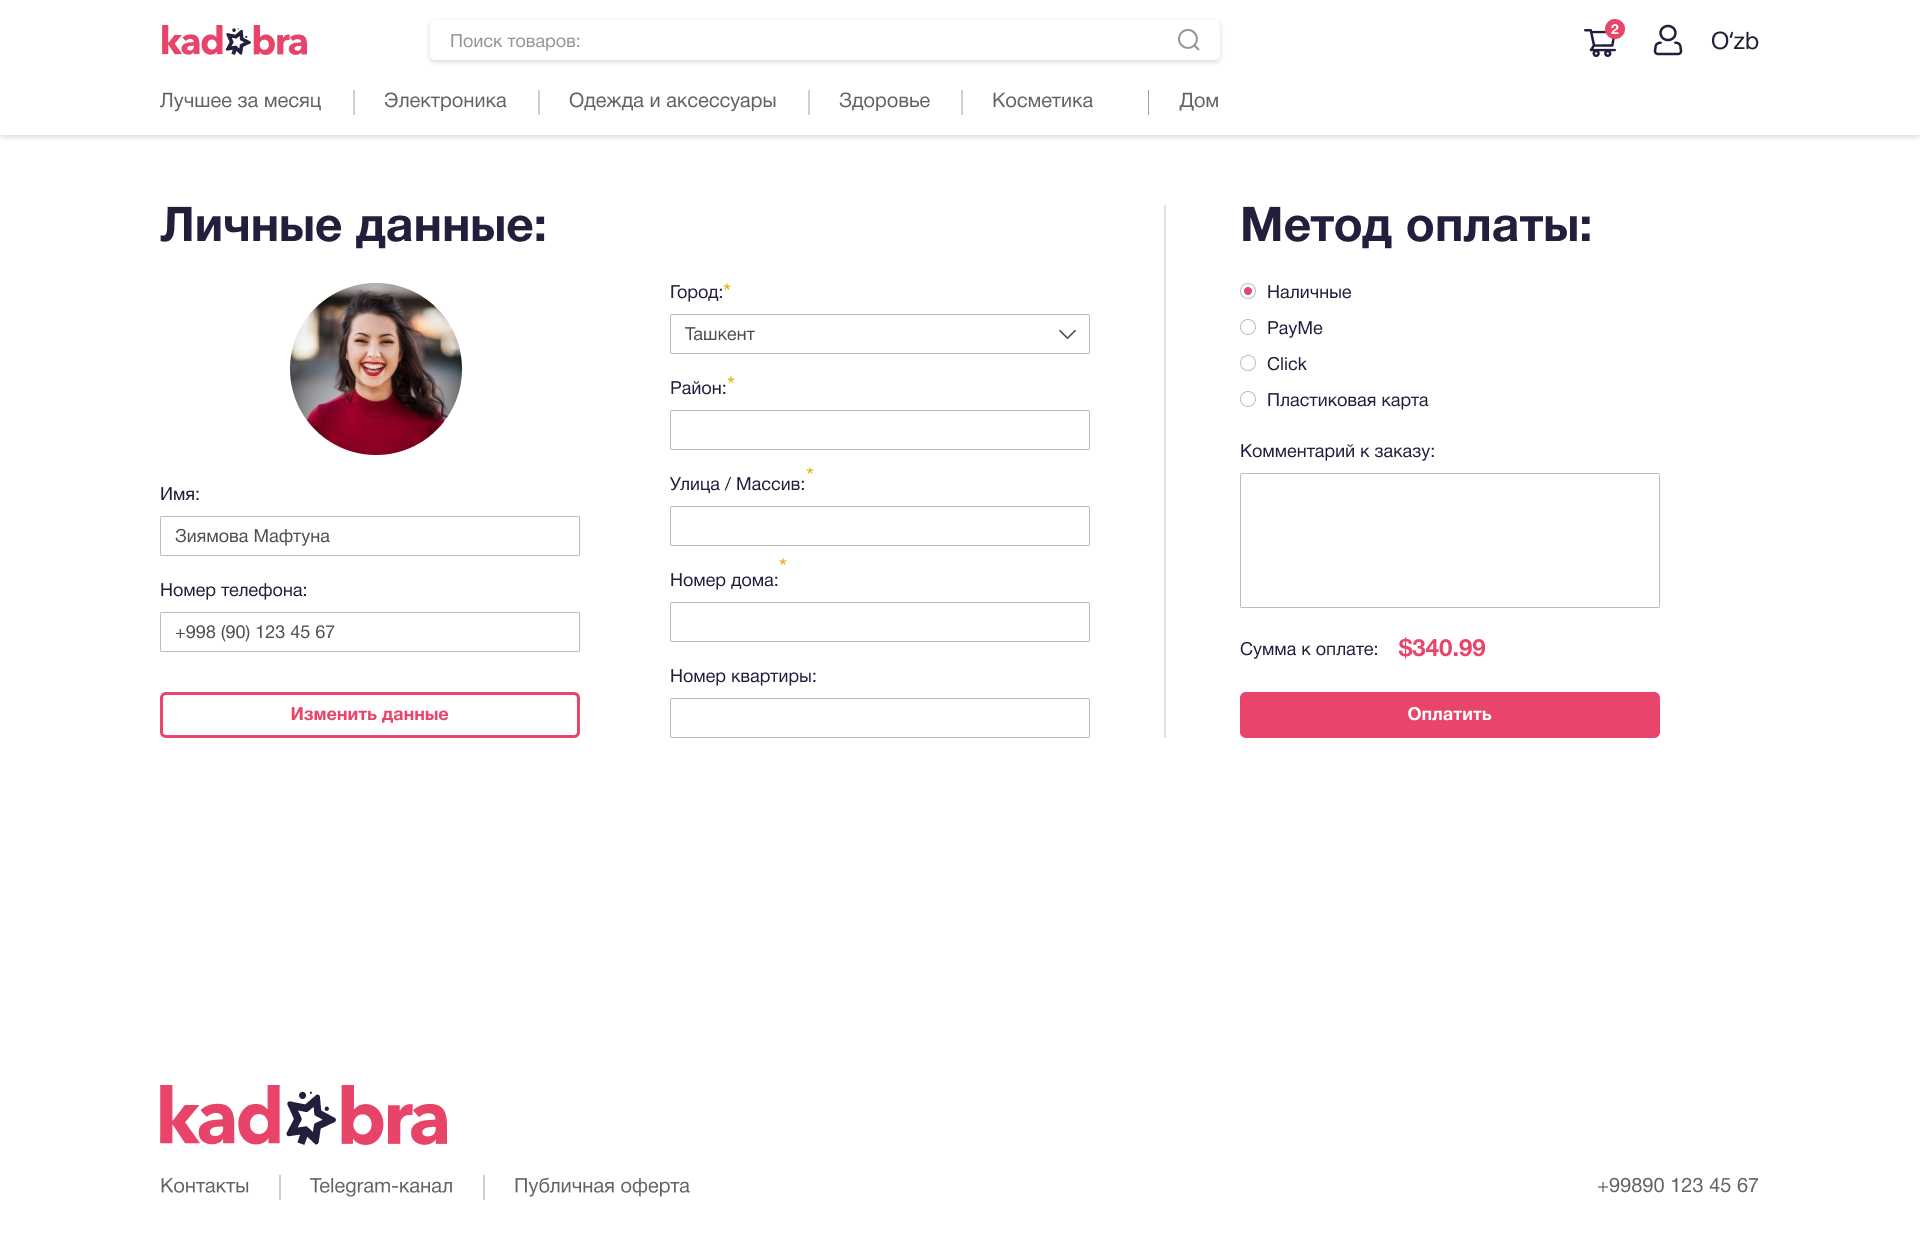 kadabra
Поиск товаров:
2
O‘zb
Лучшее за месяц
Электроника
Одежда и аксессуары
Здоровье
Косметика
Дом
Личные данные:
Имя:
Зиямова Мафтуна
Номер телефона:
+998 (90) 123 45 67
Изменить данные
Город:*
Ташкент
Район:*
Улица / Массив:*
Номер дома:*
Номер квартиры:
Метод оплаты:
Наличные
PayMe
Click
Пластиковая карта
Комментарий к заказу:
Сумма к оплате: $340.99
Оплатить
kadabra
Контакты
Telegram-канал
Публичная оферта
+99890 123 45 67